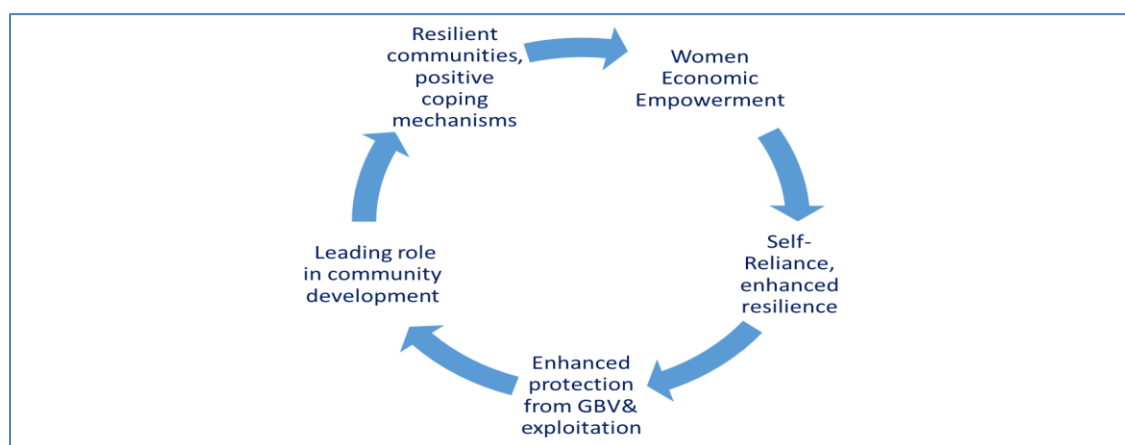 Resilient
communities,
positive
coping
mechanisms
Women
Economic
Empowerment
Self-
Reliance,
enhanced
resilience
Enhanced
protection
from GBV&
exploitation
Leading role
in community
development